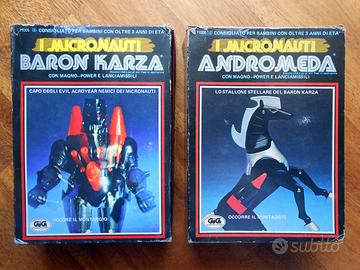 CONSIGLIATO PER BAMBINI CON OLTRE 3 ANNI DI ETÀ
I MICRONAUTI
BARON KARZA
CON MAGNO-POWER E LANCIAMISSILI
CAPO DEGLI EVIL ACROYEAR NEMICI DEI MICRONAUTI
GiG
OCCORRE IL MONTAGGIO
CONSIGLIATO PER BAMBINI CON OLTRE 3 ANNI DI ETÀ
I MICRONAUTI
ANDROMEDA
CON MAGNO-POWER E LANCIAMISSILI
LO STALLONE STELLARE DEL BARON KARZA
GiG
OCCORRE IL MONTAGGIO
subito